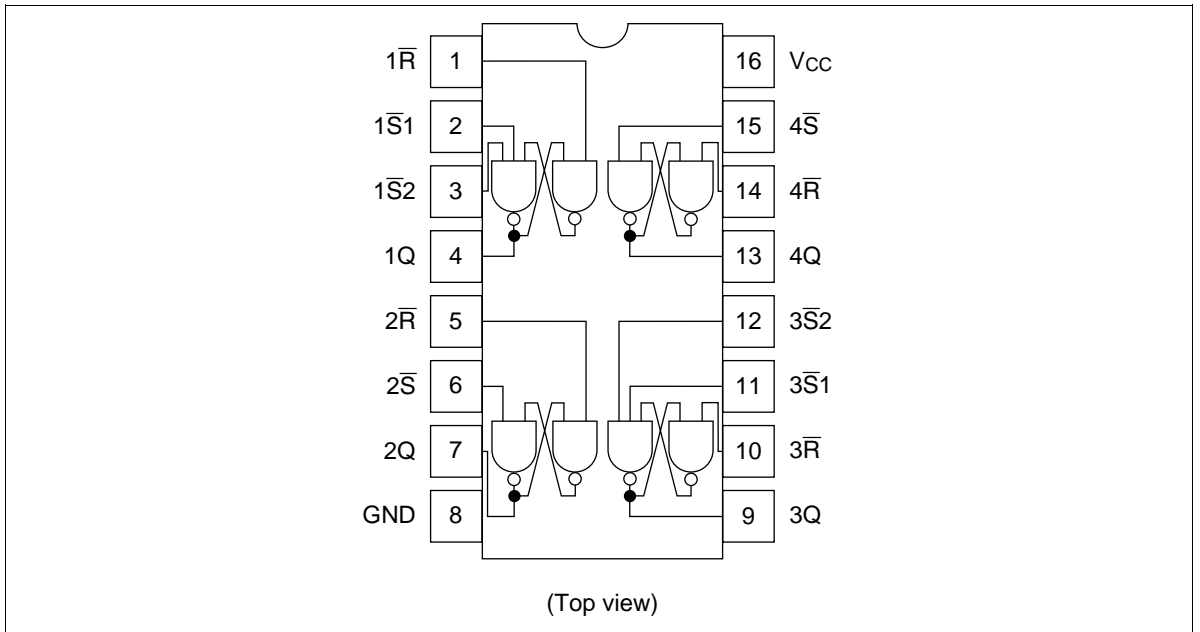 1R̅ 1 16 VCC
1S̅1 2 15 4S̅
1S̅2 3 14 4R̅
1Q 4 13 4Q
2R̅ 5 12 3S̅2
2S̅ 6 11 3S̅1
2Q 7 10 3R̅
GND 8 9 3Q
(Top view)